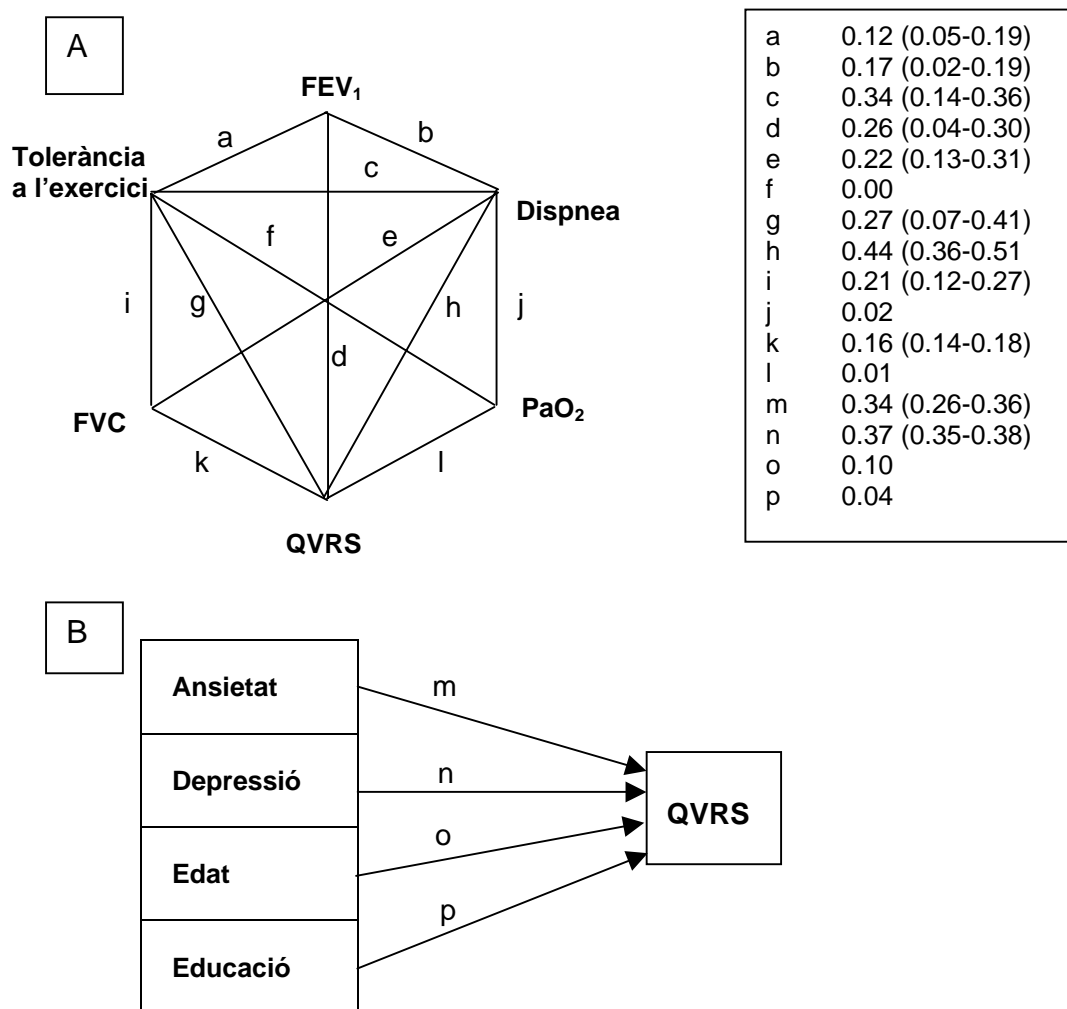 A
FEV₁
a
b
Tolerància
a l'exercici
c
Dispnea
f
e
i
g
h
j
d
FVC
PaO₂
k
l
QVRS
a 0.12 (0.05-0.19)
b 0.17 (0.02-0.19)
c 0.34 (0.14-0.36)
d 0.26 (0.04-0.30)
e 0.22 (0.13-0.31)
f 0.00
g 0.27 (0.07-0.41)
h 0.44 (0.36-0.51
i 0.21 (0.12-0.27)
j 0.02
k 0.16 (0.14-0.18)
l 0.01
m 0.34 (0.26-0.36)
n 0.37 (0.35-0.38)
o 0.10
p 0.04
B
Ansietat
m
Depressió
n
QVRS
o
Edat
p
Educació